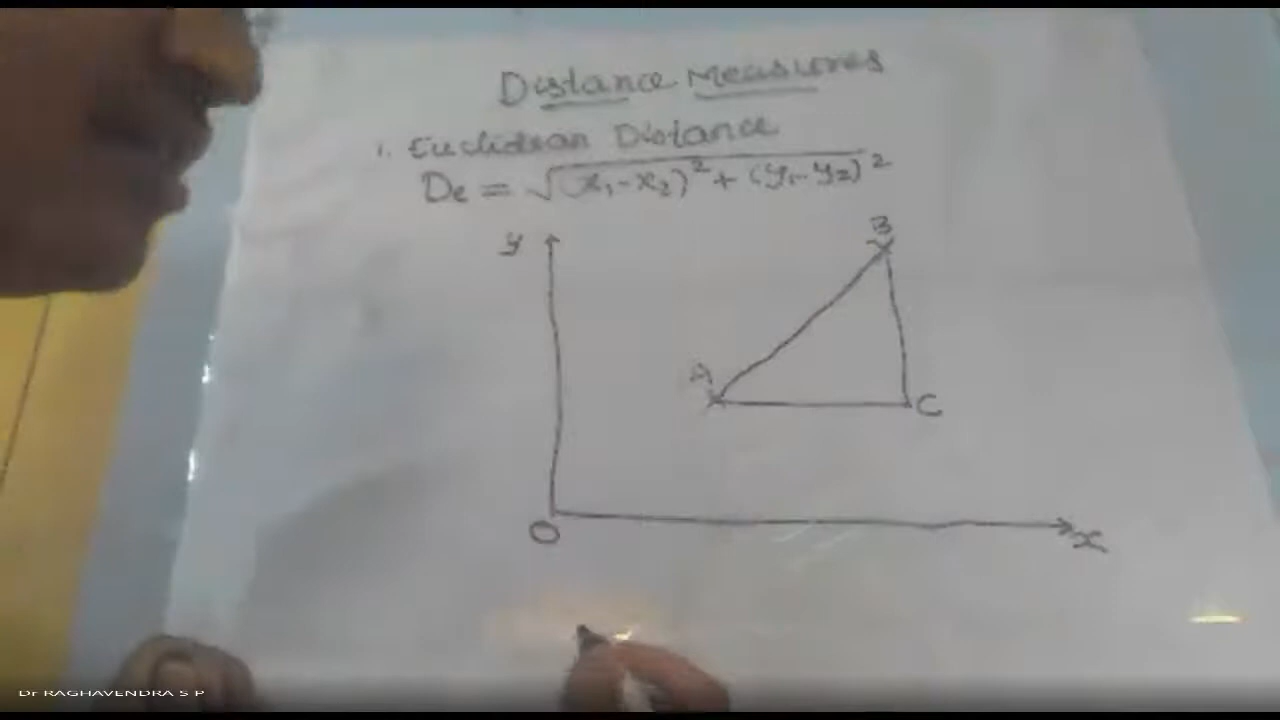 Distance Measures
1. Euclidean Distance
De = √(x₁-x₂)² + (y₁-y₂)²
y
B
A
C
O
x
Dr RAGHAVENDRA S P